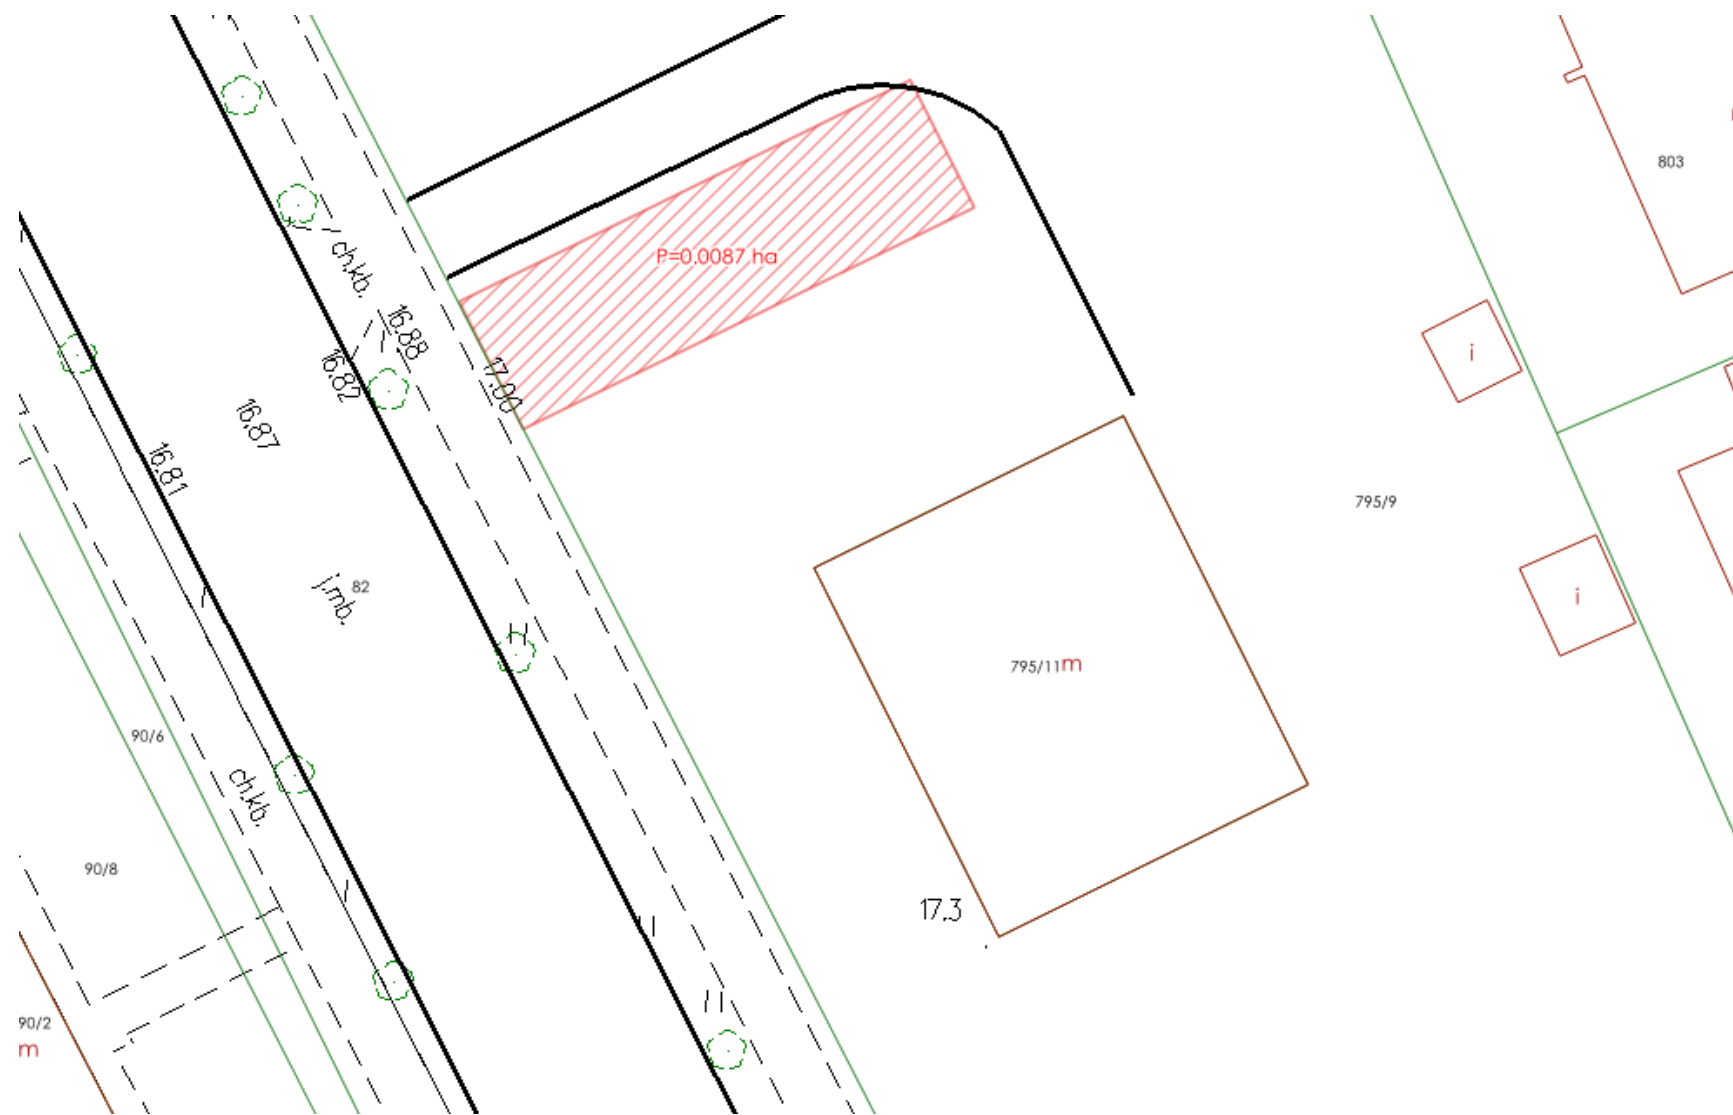 803
ch.kb.
P=0.0087 ha
16.88
i
16.82
17.00
16.87
16.81
795/9
j.mb.
82
i
795/11
m
90/6
ch.kb.
90/8
17.3
90/2
m